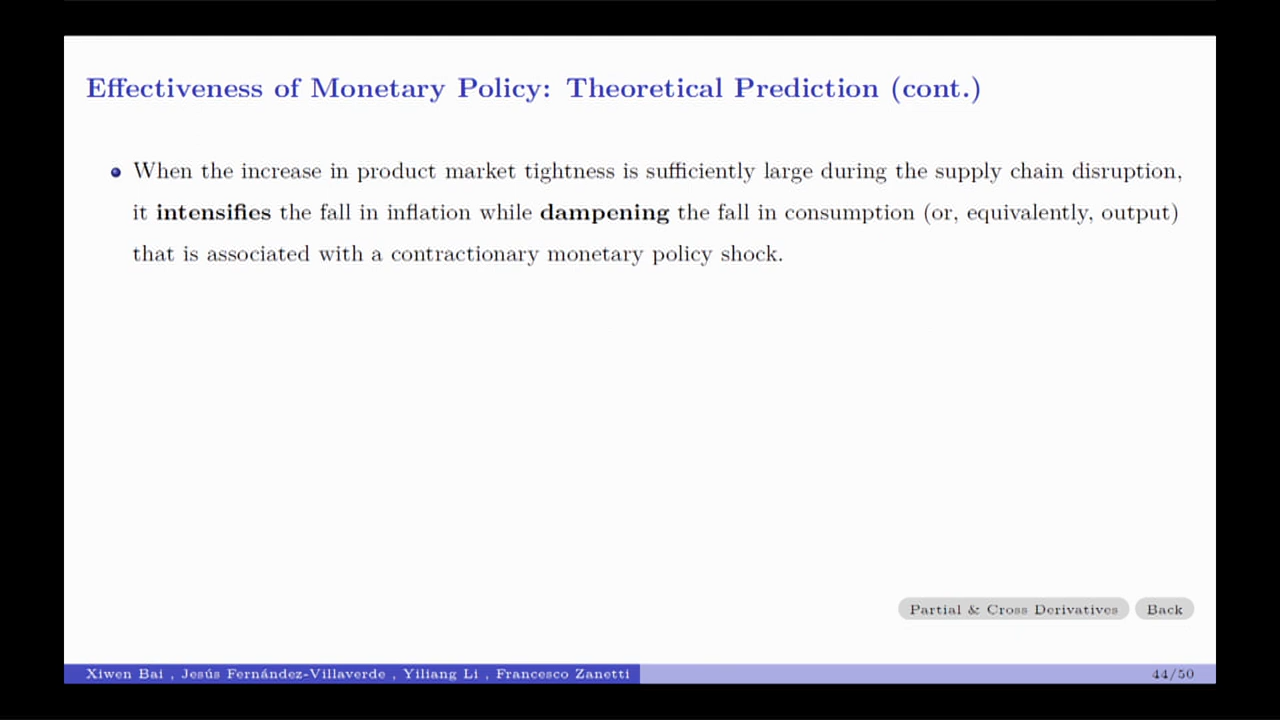 Effectiveness of Monetary Policy: Theoretical Prediction (cont.)
When the increase in product market tightness is sufficiently large during the supply chain disruption,
it intensifies the fall in inflation while dampening the fall in consumption (or, equivalently, output)
that is associated with a contractionary monetary policy shock.
Partial & Cross Derivatives
Back
Xiwen Bai , Jesús Fernández-Villaverde , Yiliang Li , Francesco Zanetti
44/50